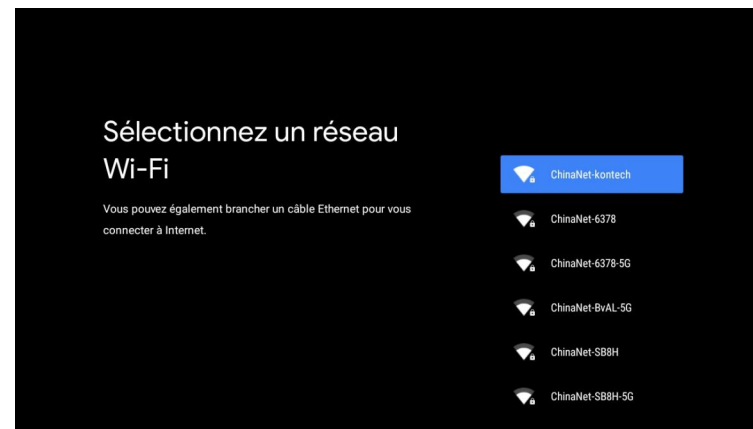 Sélectionnez un réseau
Wi-Fi
Vous pouvez également brancher un câble Ethernet pour vous
connecter à Internet.
ChinaNet-kontech
ChinaNet-6378
ChinaNet-6378-5G
ChinaNet-BvAL-5G
ChinaNet-SB8H
ChinaNet-SB8H-5G